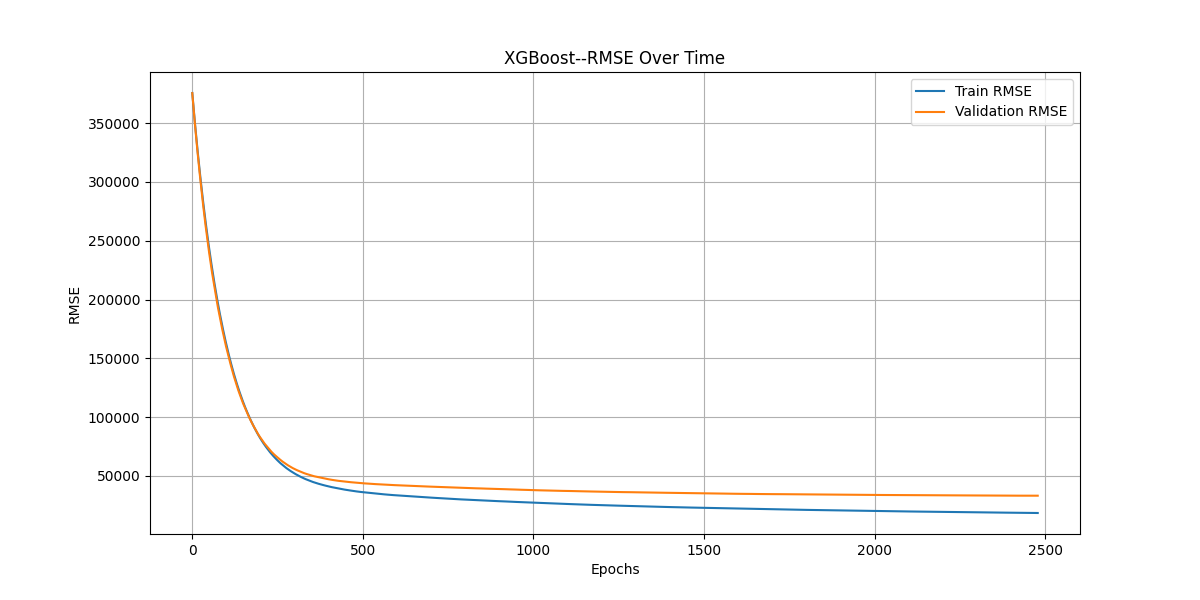 XGBoost--RMSE Over Time
Train RMSE
Validation RMSE
RMSE
350000
300000
250000
200000
150000
100000
50000
0
500
1000
1500
2000
2500
Epochs